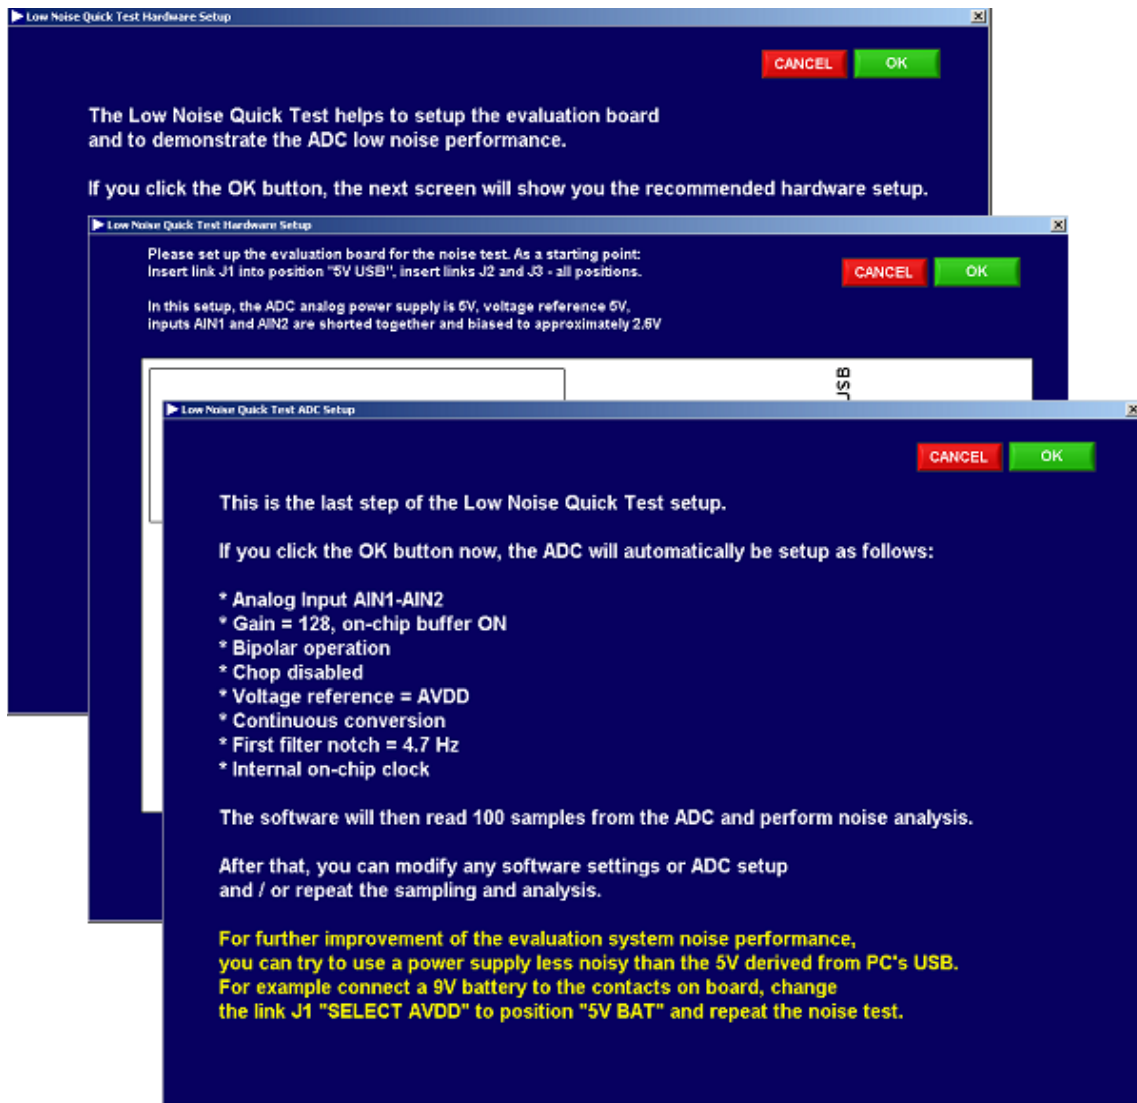 Low Noise Quick Test Hardware Setup
CANCEL OK
The Low Noise Quick Test helps to setup the evaluation board
and to demonstrate the ADC low noise performance.
If you click the OK button, the next screen will show you the recommended hardware setup.
Low Noise Quick Test Hardware Setup
Please set up the evaluation board for the noise test. As a starting point:
Insert link J1 into position "5V USB", insert links J2 and J3 - all positions.
CANCEL OK
In this setup, the ADC analog power supply is 5V, voltage reference 5V,
inputs AIN1 and AIN2 are shorted together and biased to approximately 2.5V
USB
Low Noise Quick Test ADC Setup
CANCEL OK
This is the last step of the Low Noise Quick Test setup.
If you click the OK button now, the ADC will automatically be setup as follows:
* Analog Input AIN1-AIN2
* Gain = 128, on-chip buffer ON
* Bipolar operation
* Chop disabled
* Voltage reference = AVDD
* Continuous conversion
* First filter notch = 4.7 Hz
* Internal on-chip clock
The software will then read 100 samples from the ADC and perform noise analysis.
After that, you can modify any software settings or ADC setup
and / or repeat the sampling and analysis.
For further improvement of the evaluation system noise performance,
you can try to use a power supply less noisy than the 5V derived from PC's USB.
For example connect a 9V battery to the contacts on board, change
the link J1 "SELECT AVDD" to position "5V BAT" and repeat the noise test.